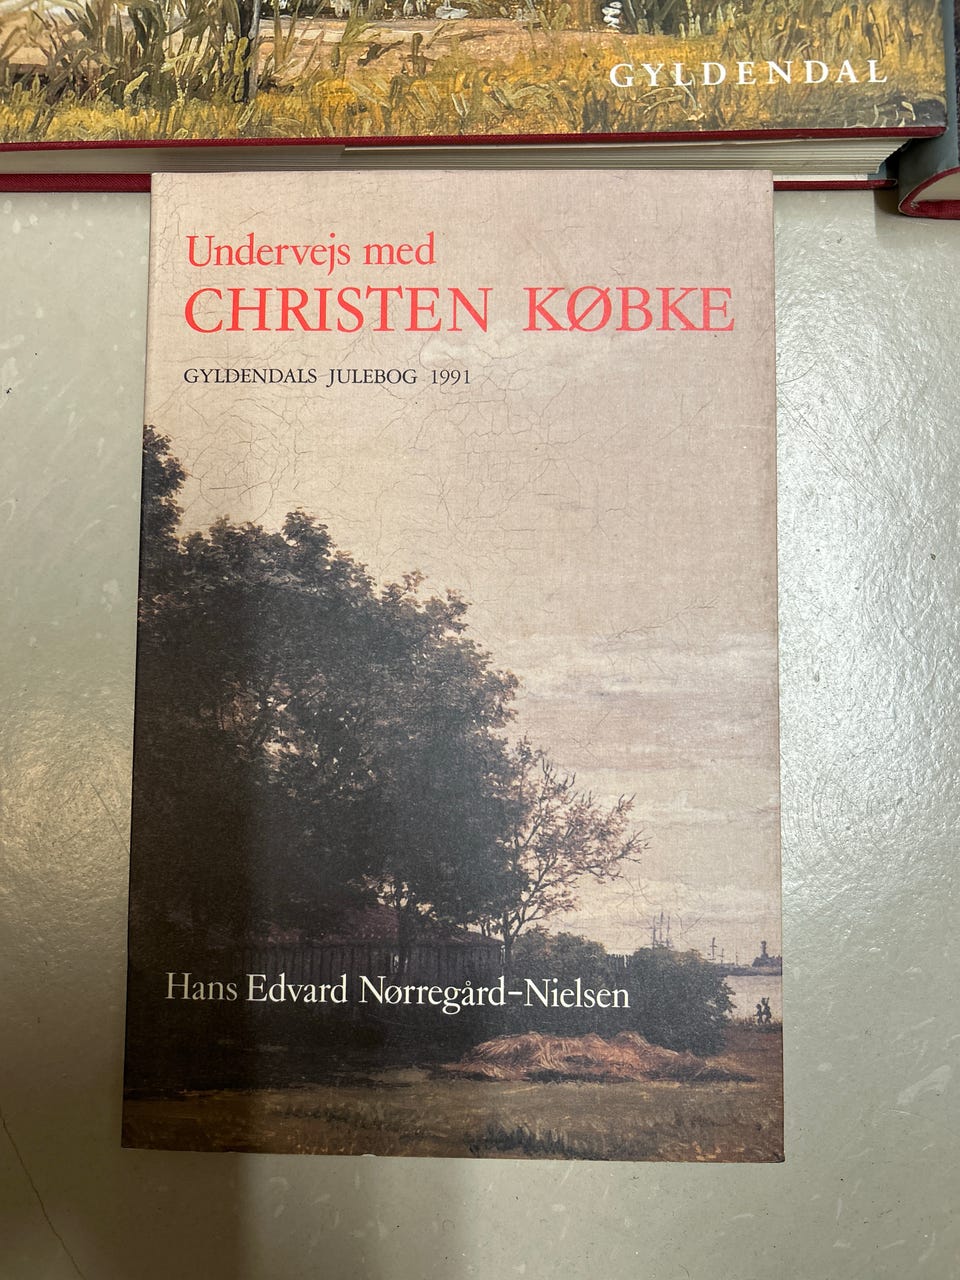 GYLDENDAL
Undervejs med
CHRISTEN KØBKE
GYLDENDALS JULEBOG 1991
Hans Edvard Nørregård-Nielsen